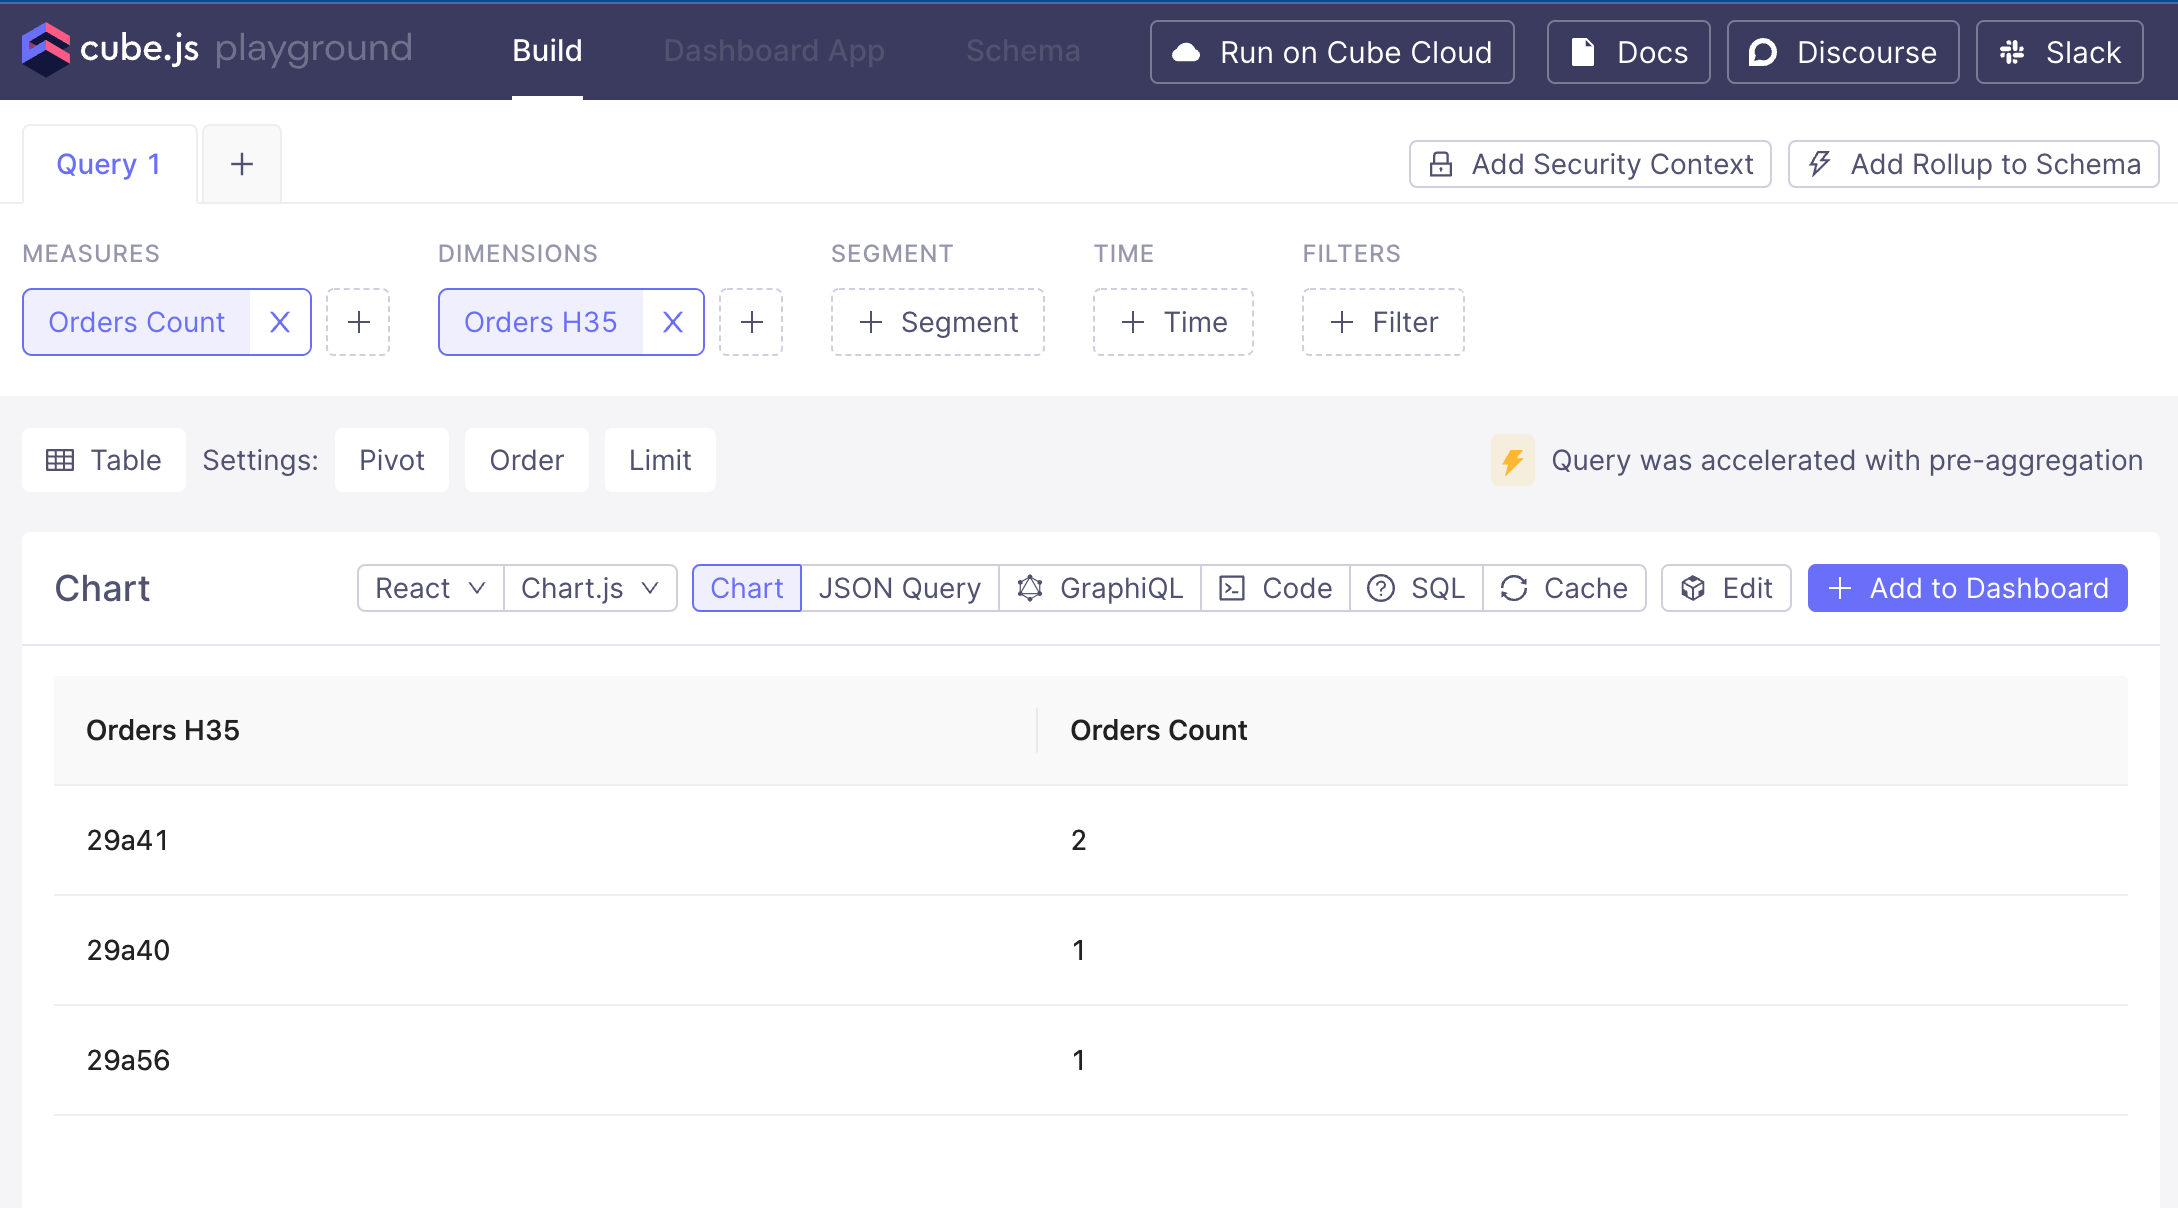 cube.js playground Build Dashboard App Schema Run on Cube Cloud Docs Discourse Slack
Query 1 Add Security Context Add Rollup to Schema
MEASURES DIMENSIONS SEGMENT TIME FILTERS
Orders Count X + Orders H35 X + + Segment + Time + Filter
Table Settings: Pivot Order Limit Query was accelerated with pre-aggregation
Chart React Chart.js Chart JSON Query GraphiQL Code SQL Cache Edit + Add to Dashboard
Orders H35 Orders Count
29a41 2
29a40 1
29a56 1